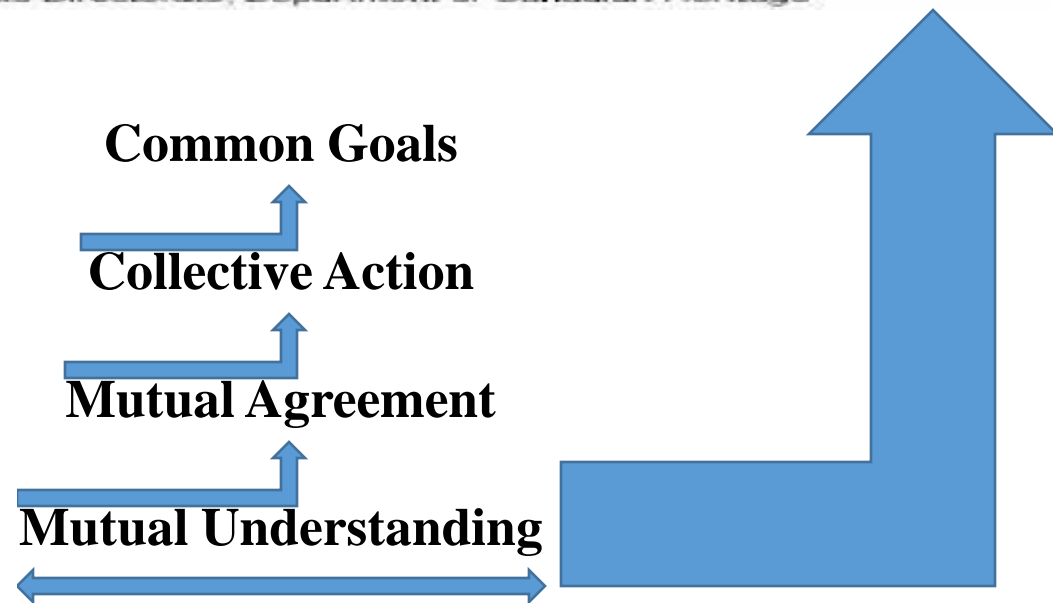 Common Goals
Collective Action
Mutual Agreement
Mutual Understanding